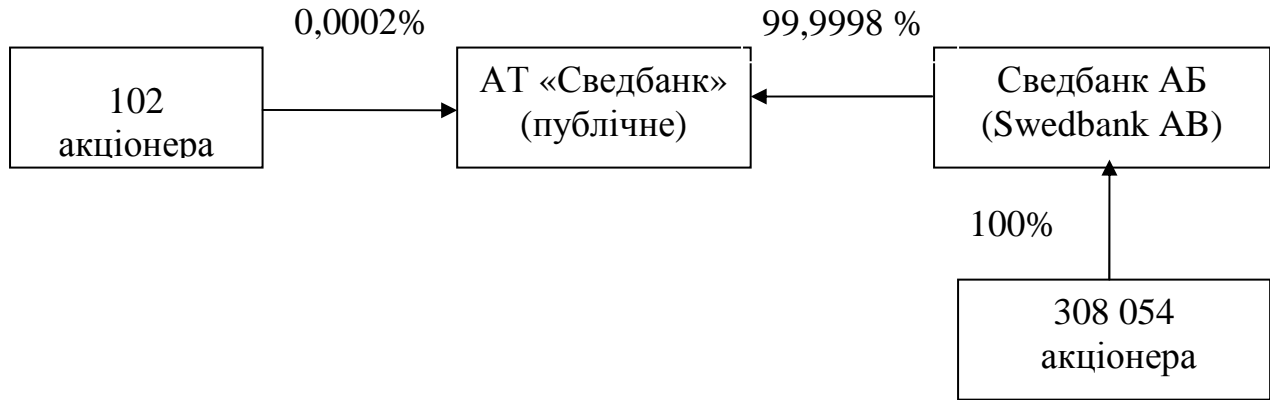 0,0002%
99,9998 %
102
акціонера
АТ «Сведбанк»
(публічне)
Сведбанк АБ
(Swedbank AB)
100%
308 054
акціонера